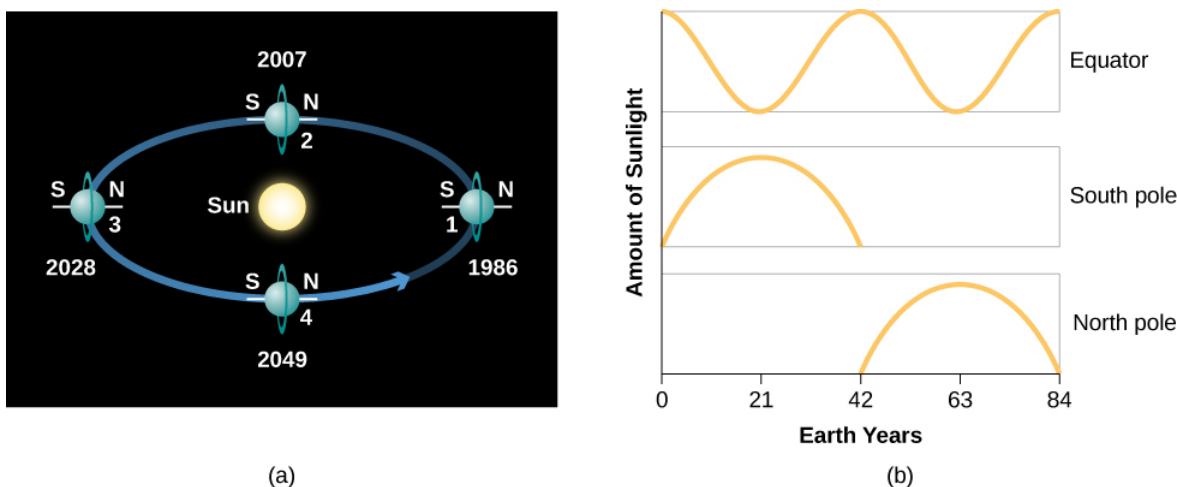 2007
S N
2
Sun
S N
3
2028
S N
1
1986
S N
4
2049
(a)
Amount of Sunlight
Equator
South pole
North pole
0 21 42 63 84
Earth Years
(b)